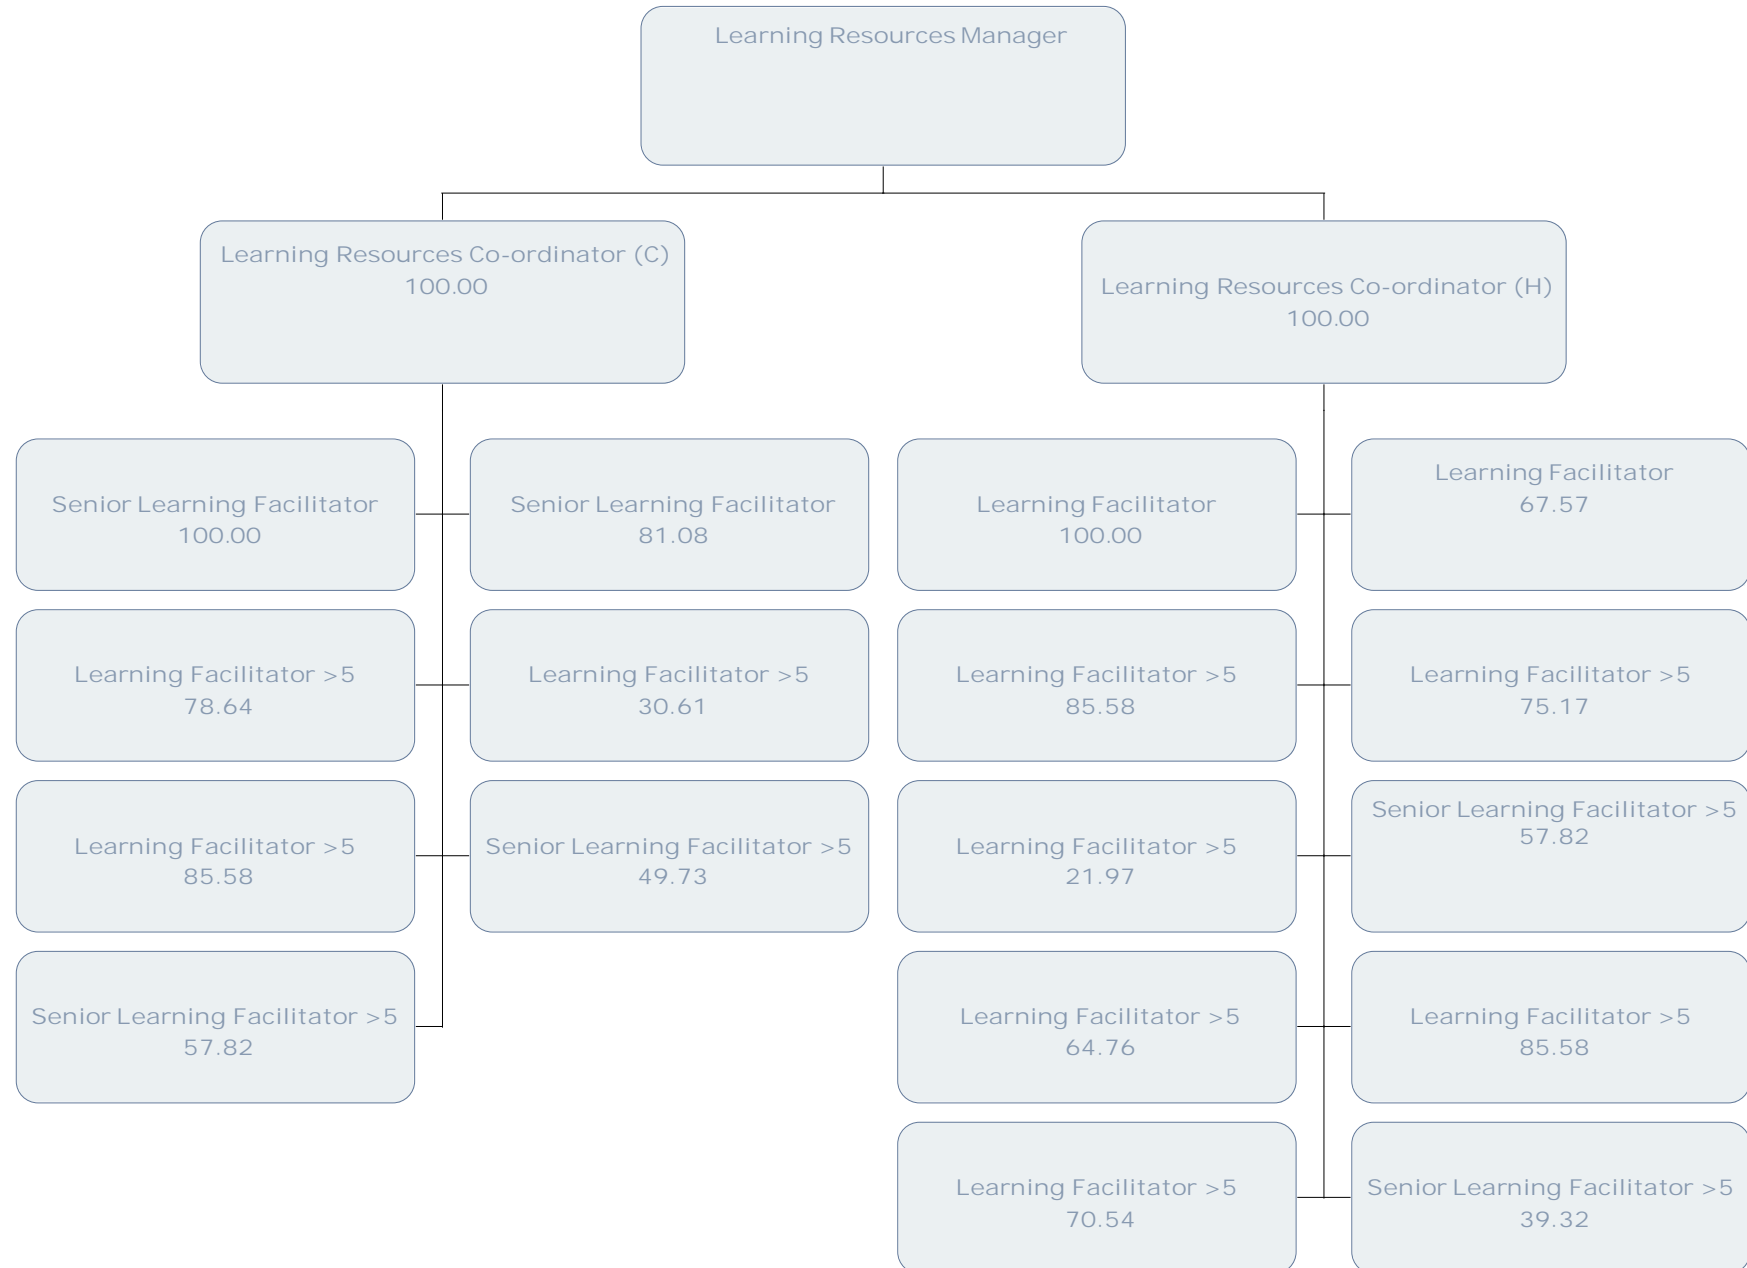 Learning Resources Manager
Learning Resources Co-ordinator (C)
100.00
Learning Resources Co-ordinator (H)
100.00
Senior Learning Facilitator
100.00
Senior Learning Facilitator
81.08
Learning Facilitator
100.00
Learning Facilitator
67.57
Learning Facilitator >5
78.64
Learning Facilitator >5
30.61
Learning Facilitator >5
85.58
Learning Facilitator >5
75.17
Learning Facilitator >5
85.58
Senior Learning Facilitator >5
49.73
Learning Facilitator >5
21.97
Senior Learning Facilitator >5
57.82
Senior Learning Facilitator >5
57.82
Learning Facilitator >5
64.76
Learning Facilitator >5
85.58
Learning Facilitator >5
70.54
Senior Learning Facilitator >5
39.32